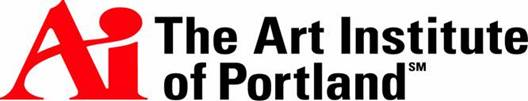 Ai The Art Institute
of Portland℠